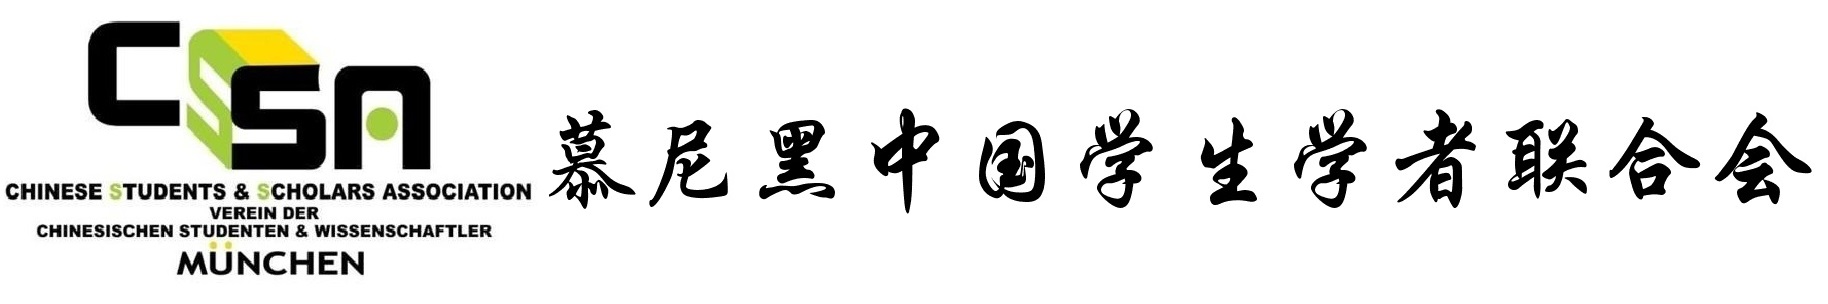 CSSA
CHINESE STUDENTS & SCHOLARS ASSOCIATION
VEREIN DER
CHINESISCHEN STUDENTEN & WISSENSCHAFTLER
MÜNCHEN
慕尼黑中国学生学者联合会